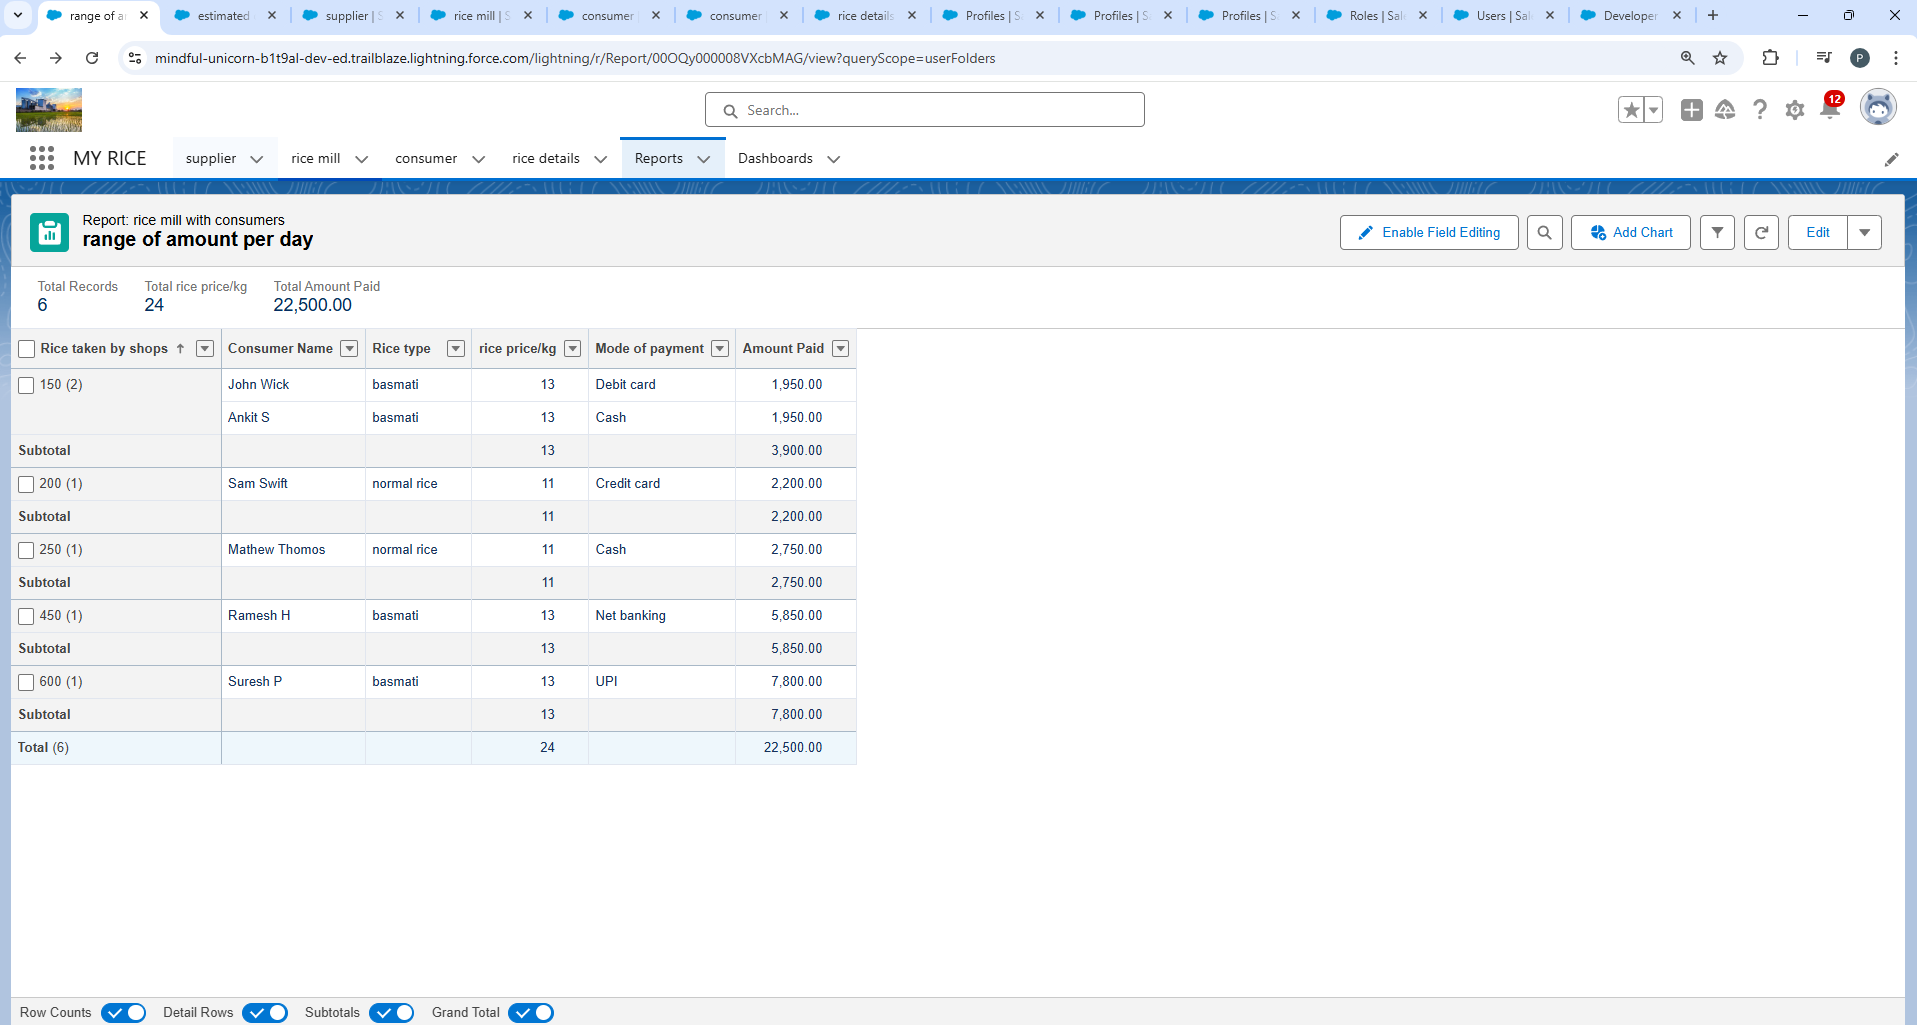 range of a
estimated
supplier | S
rice mill | S
consumer
consumer
rice details
Profiles | S
Profiles | S
Profiles | S
Roles | Sal
Users | Sal
Developer
mindful-unicorn-b1t9al-dev-ed.trailblaze.lightning.force.com/lightning/r/Report/00OQy000008VXcbMAG/view?queryScope=userFolders
P
Search...
12
MY RICE supplier rice mill consumer rice details Reports Dashboards
Report: rice mill with consumers
range of amount per day
Enable Field Editing Add Chart Edit
Total Records Total rice price/kg Total Amount Paid
6 24 22,500.00
Rice taken by shops ↑ Consumer Name Rice type rice price/kg Mode of payment Amount Paid
150 (2) John Wick basmati 13 Debit card 1,950.00
Ankit S basmati 13 Cash 1,950.00
Subtotal 13 3,900.00
200 (1) Sam Swift normal rice 11 Credit card 2,200.00
Subtotal 11 2,200.00
250 (1) Mathew Thomos normal rice 11 Cash 2,750.00
Subtotal 11 2,750.00
450 (1) Ramesh H basmati 13 Net banking 5,850.00
Subtotal 13 5,850.00
600 (1) Suresh P basmati 13 UPI 7,800.00
Subtotal 13 7,800.00
Total (6) 24 22,500.00
Row Counts Detail Rows Subtotals Grand Total